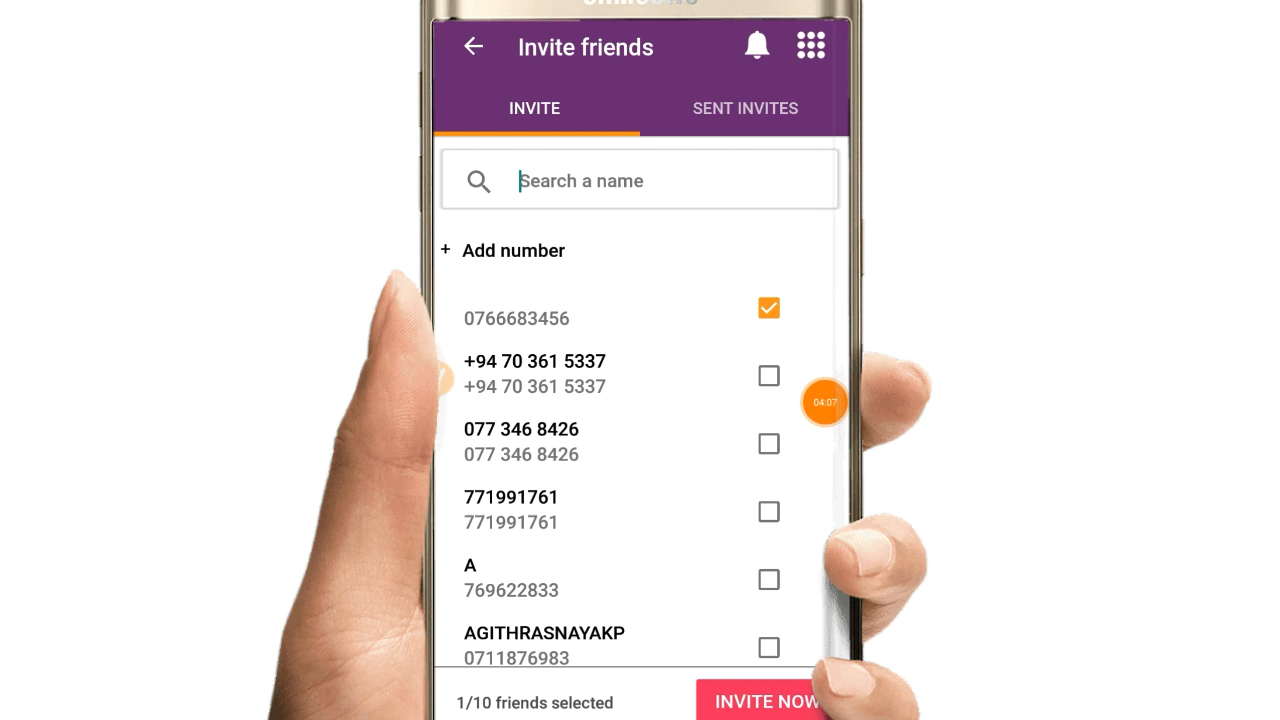 SAMSUNG
Invite friends
INVITE
SENT INVITES
Search a name
+ Add number
0766683456
+94 70 361 5337
+94 70 361 5337
04:07
077 346 8426
077 346 8426
771991761
771991761
A
769622833
AGITHRASNAYAKP
0711876983
1/10 friends selected
INVITE NOW